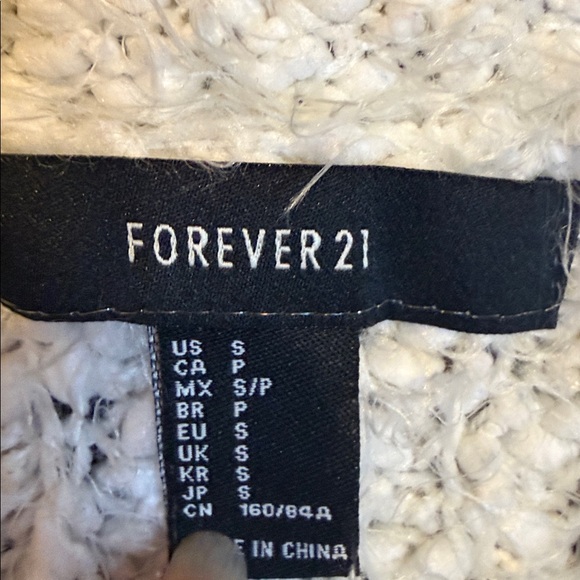 FOREVER 21
US S
CA P
MX S/P
BR P
EU S
UK S
KR S
JP S
CN 160/84A
E IN CHINA